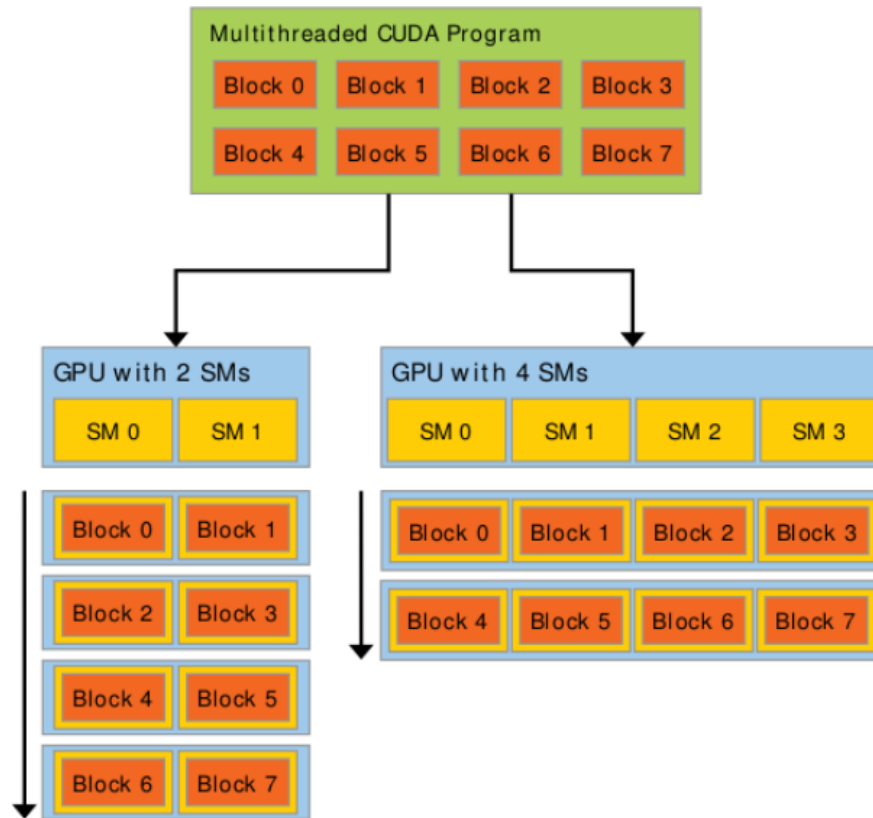 Multithreaded CUDA Program
Block 0 Block 1 Block 2 Block 3
Block 4 Block 5 Block 6 Block 7
GPU with 2 SMs
SM 0 SM 1
Block 0 Block 1
Block 2 Block 3
Block 4 Block 5
Block 6 Block 7
GPU with 4 SMs
SM 0 SM 1 SM 2 SM 3
Block 0 Block 1 Block 2 Block 3
Block 4 Block 5 Block 6 Block 7